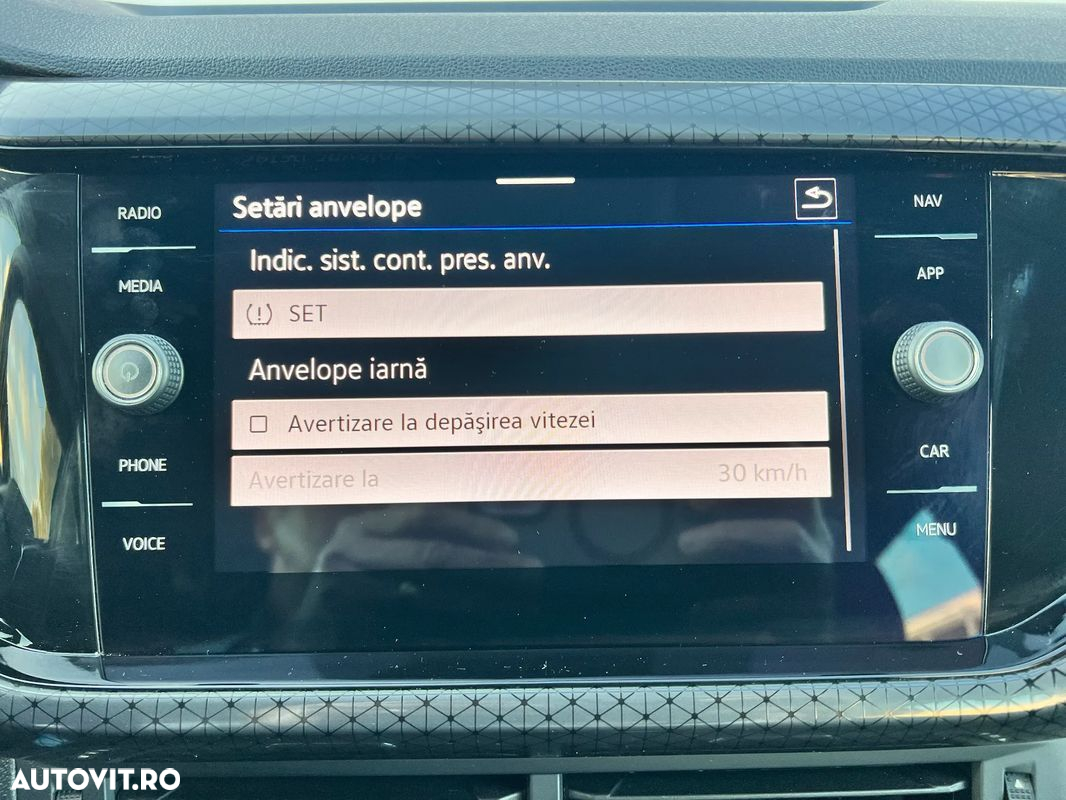 RADIO
MEDIA
PHONE
VOICE
Setări anvelope
Indic. sist. cont. pres. anv.
SET
Anvelope iarnă
Avertizare la depăşirea vitezei
Avertizare la 30 km/h
NAV
APP
CAR
MENU
AUTOVIT.RO